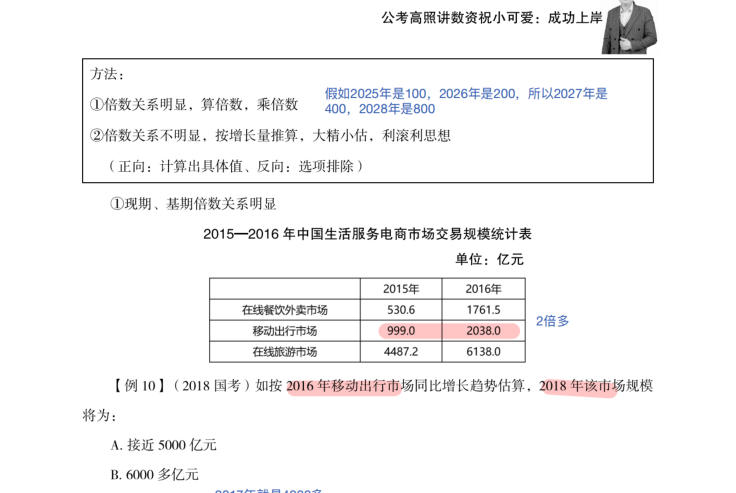 公考高照讲数资祝小可爱：成功上岸
方法：
①倍数关系明显，算倍数，乘倍数
假如2025年是100，2026年是200，所以2027年是
400，2028年是800
②倍数关系不明显，按增长量推算，大精小估，利滚利思想
（正向：计算出具体值、反向：选项排除）
①现期、基期倍数关系明显
2015—2016 年中国生活服务电商市场交易规模统计表
单位：亿元
2015年 2016年
在线餐饮外卖市场 530.6 1761.5
移动出行市场 999.0 2038.0
2倍多
在线旅游市场 4487.2 6138.0
【例 10】（2018 国考）如按 2016 年移动出行市场同比增长趋势估算，2018 年该市场规模
将为：
A. 接近 5000 亿元
B. 6000 多亿元